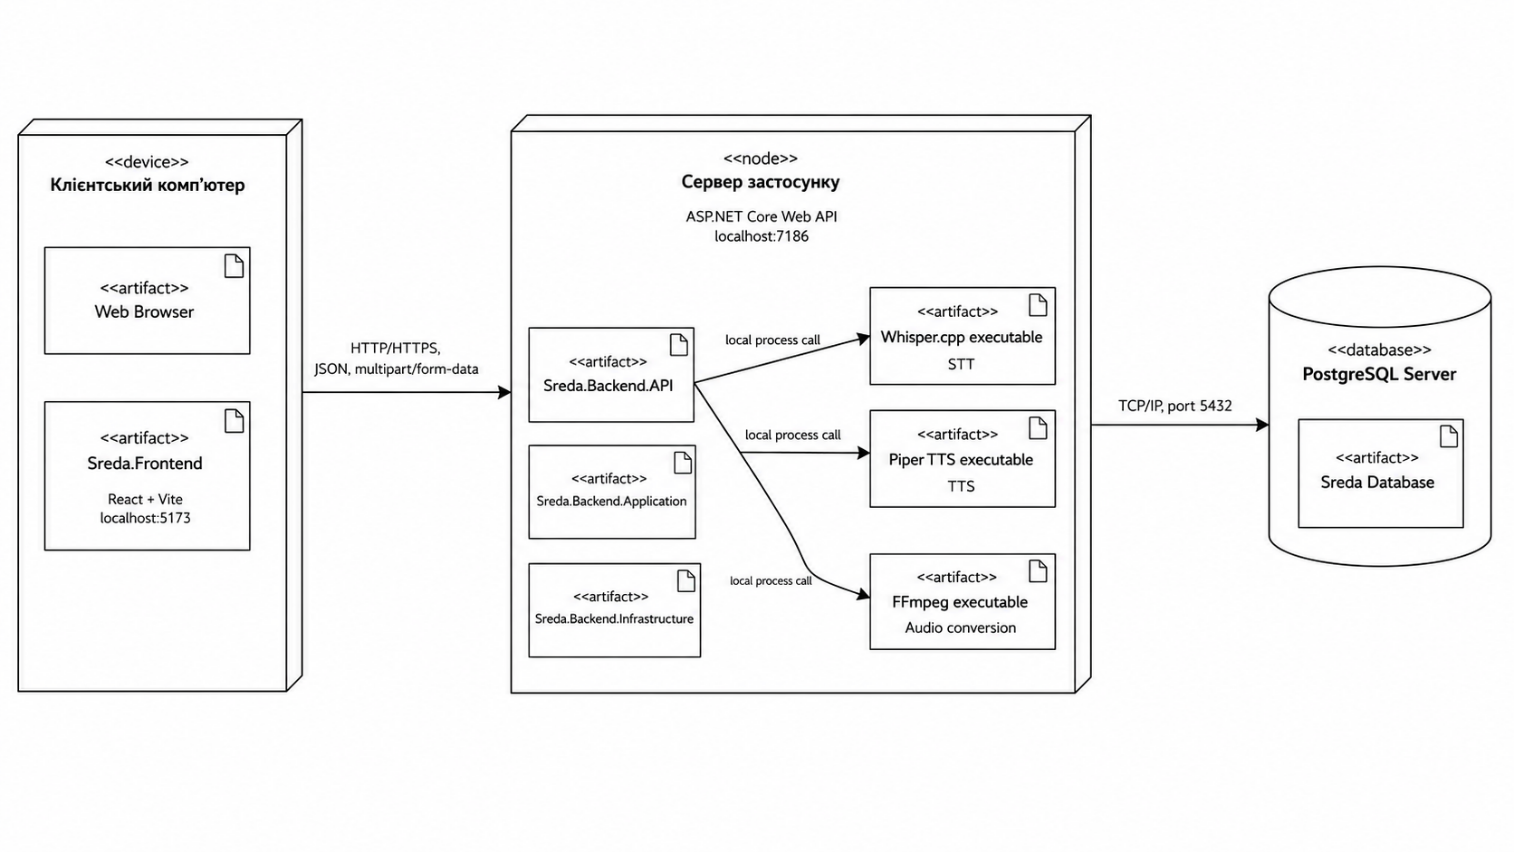 <<device>>
Клієнтський комп’ютер
<<artifact>>
Web Browser
<<artifact>>
Sreda.Frontend
React + Vite
localhost:5173
HTTP/HTTPS,
JSON, multipart/form-data
<<node>>
Сервер застосунку
ASP.NET Core Web API
localhost:7186
<<artifact>>
Sreda.Backend.API
<<artifact>>
Sreda.Backend.Application
<<artifact>>
Sreda.Backend.Infrastructure
local process call
local process call
local process call
<<artifact>>
Whisper.cpp executable
STT
<<artifact>>
Piper TTS executable
TTS
<<artifact>>
FFmpeg executable
Audio conversion
TCP/IP, port 5432
<<database>>
PostgreSQL Server
<<artifact>>
Sreda Database